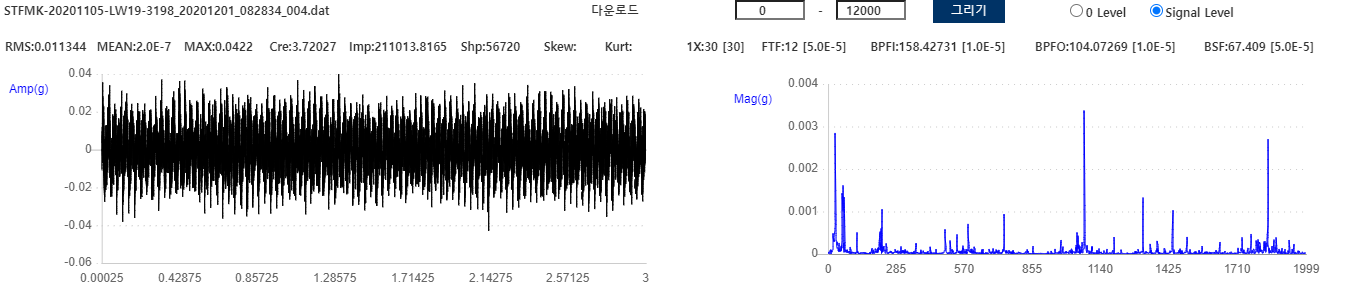 STFMK-20201105-LW19-3198_20201201_082834_004.dat 다운로드
0 - 12000 그리기 0 Level Signal Level
RMS:0.011344 MEAN:2.0E-7 MAX:0.0422 Cre:3.72027 Imp:211013.8165 Shp:56720 Skew: Kurt:
1X:30 [30] FTF:12 [5.0E-5] BPFI:158.42731 [1.0E-5] BPFO:104.07269 [1.0E-5] BSF:67.409 [5.0E-5]
Amp(g)
0.04
0.02
0
-0.02
-0.04
-0.06
0.00025 0.42875 0.85725 1.28575 1.71425 2.14275 2.57125 3
Mag(g)
0.004
0.003
0.002
0.001
0
0 285 570 855 1140 1425 1710 1999